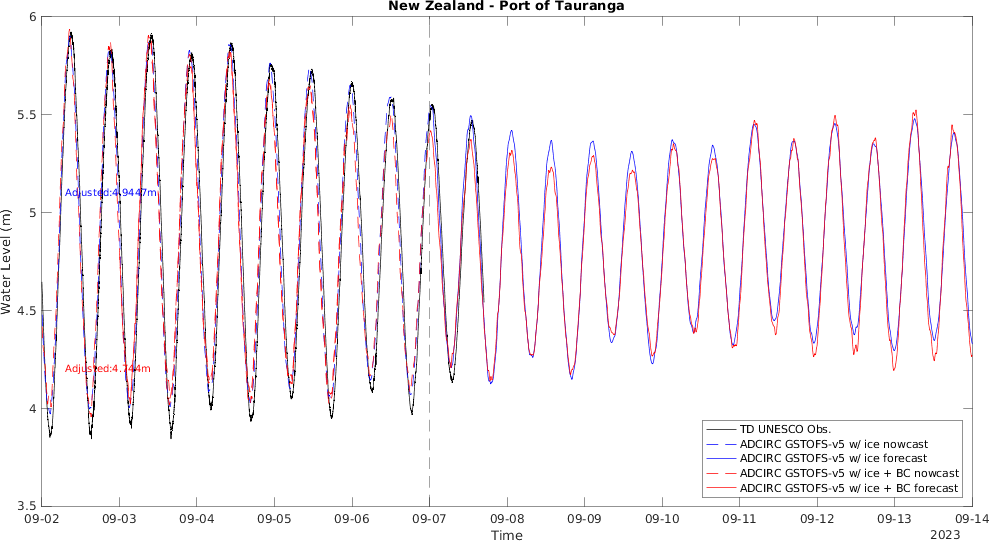 New Zealand - Port of Tauranga
6
5.5
5
4.5
4
3.5
Water Level (m)
Adjusted:4.9447m
Adjusted:4.744m
TD UNESCO Obs.
ADCIRC GSTOFS-v5 w/ ice nowcast
ADCIRC GSTOFS-v5 w/ ice forecast
ADCIRC GSTOFS-v5 w/ ice + BC nowcast
ADCIRC GSTOFS-v5 w/ ice + BC forecast
09-02 09-03 09-04 09-05 09-06 09-07 09-08 09-09 09-10 09-11 09-12 09-13 09-14
Time
2023